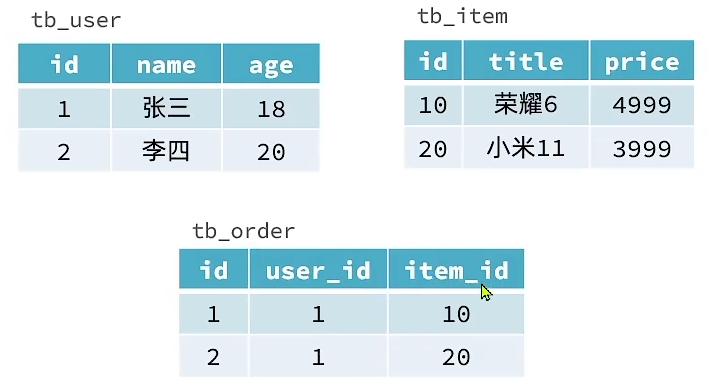 tb_user
id name age
1 张三 18
2 李四 20
tb_item
id title price
10 荣耀6 4999
20 小米11 3999
tb_order
id user_id item_id
1 1 10
2 1 20